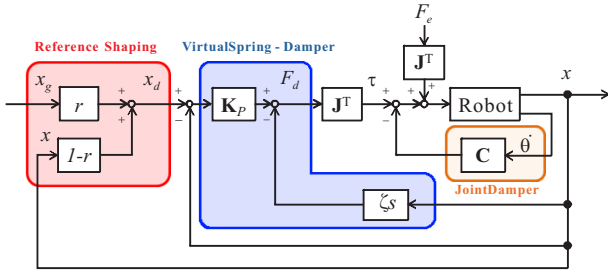 F_e
Reference Shaping
VirtualSpring - Damper
J^T
x_g
x_d
F_d
τ
x
r
K_P
J^T
Robot
x
1-r
C
θ̇
JointDamper
ζs
+
+
+
−
+
−
+
−
+
+